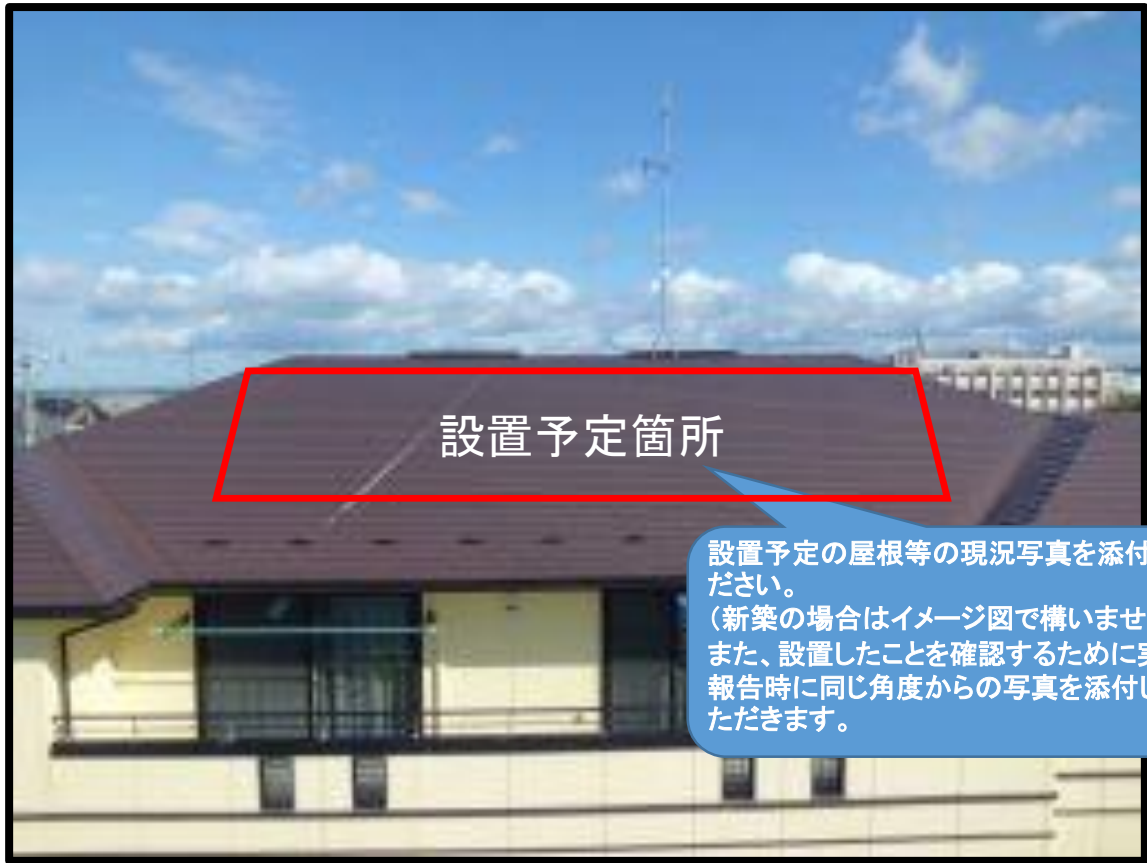 設置予定箇所
設置予定の屋根等の現況写真を添付
ださい。
（新築の場合はイメージ図で構いませ
また、設置したことを確認するために実
報告時に同じ角度からの写真を添付し
ただきます。